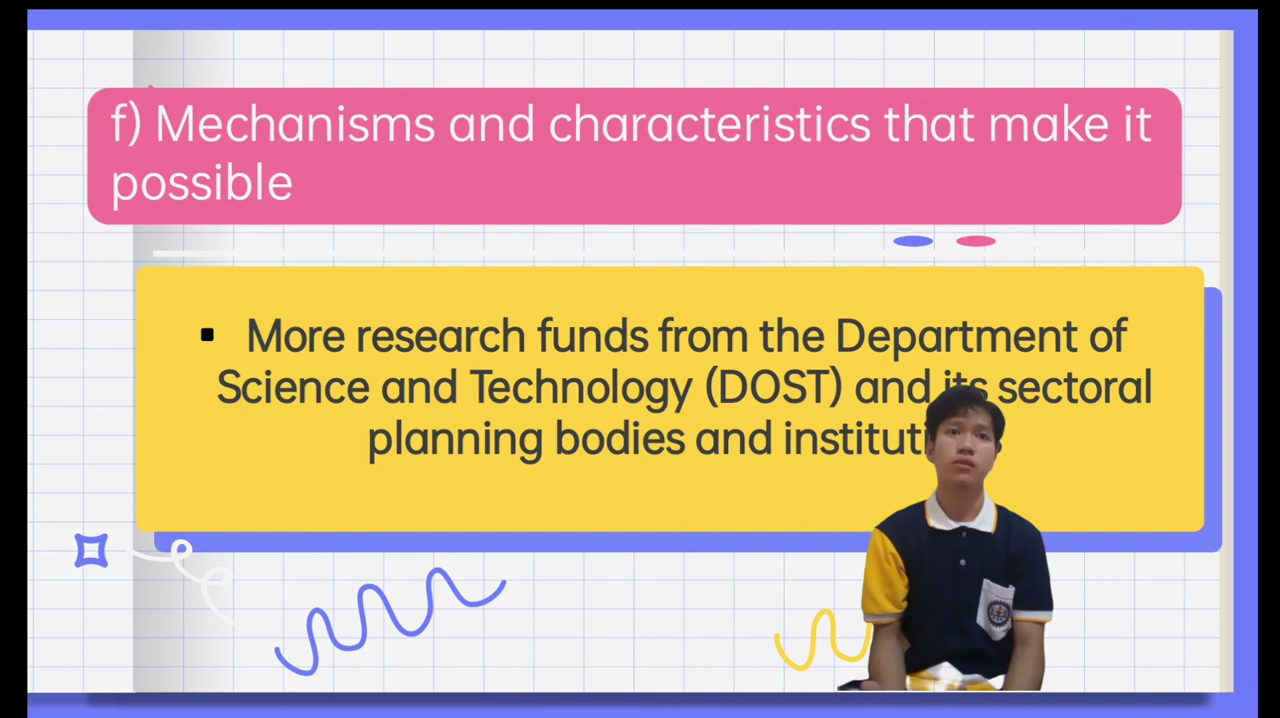 f) Mechanisms and characteristics that make it
possible
▪ More research funds from the Department of
Science and Technology (DOST) and its sectoral
planning bodies and